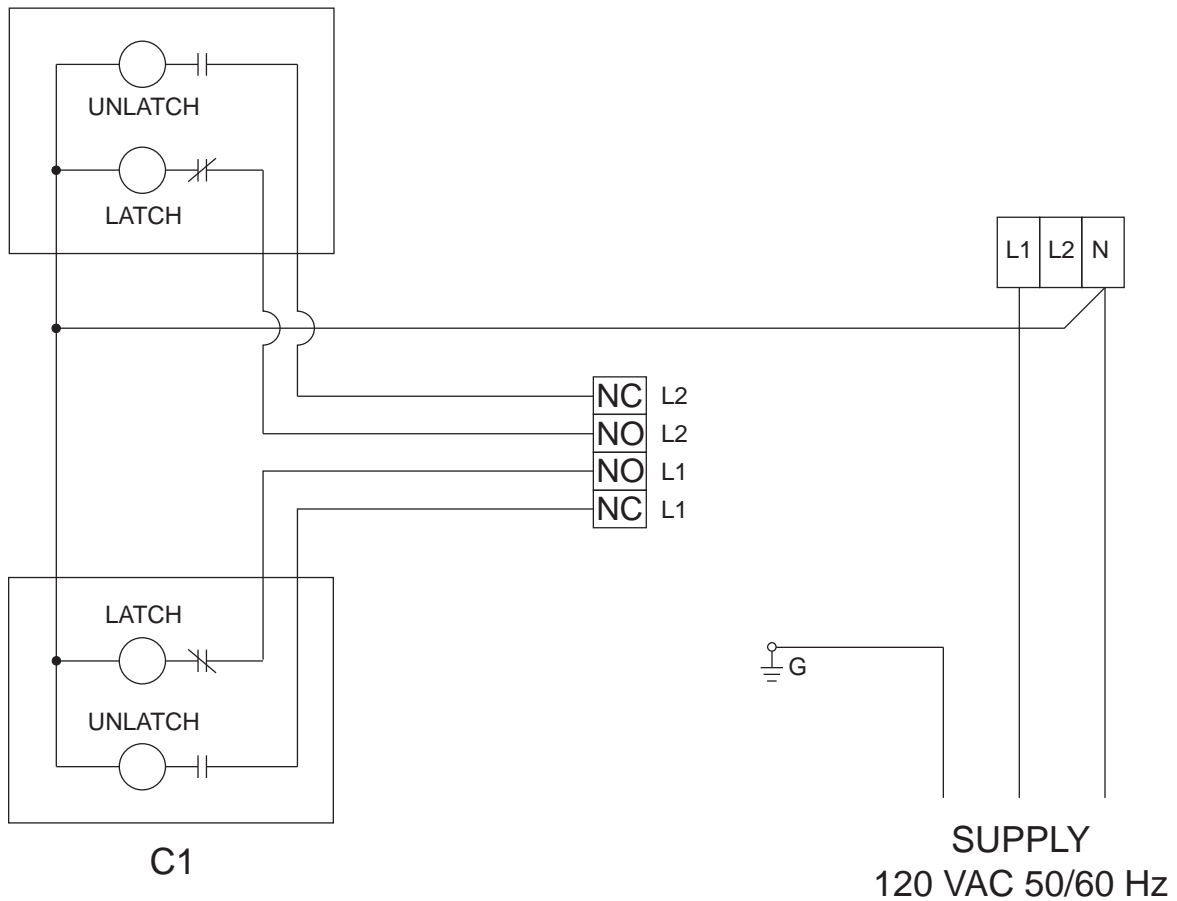 UNLATCH
LATCH
L1 L2 N
NC L2
NO L2
NO L1
NC L1
LATCH
G
UNLATCH
C1
SUPPLY
120 VAC 50/60 Hz